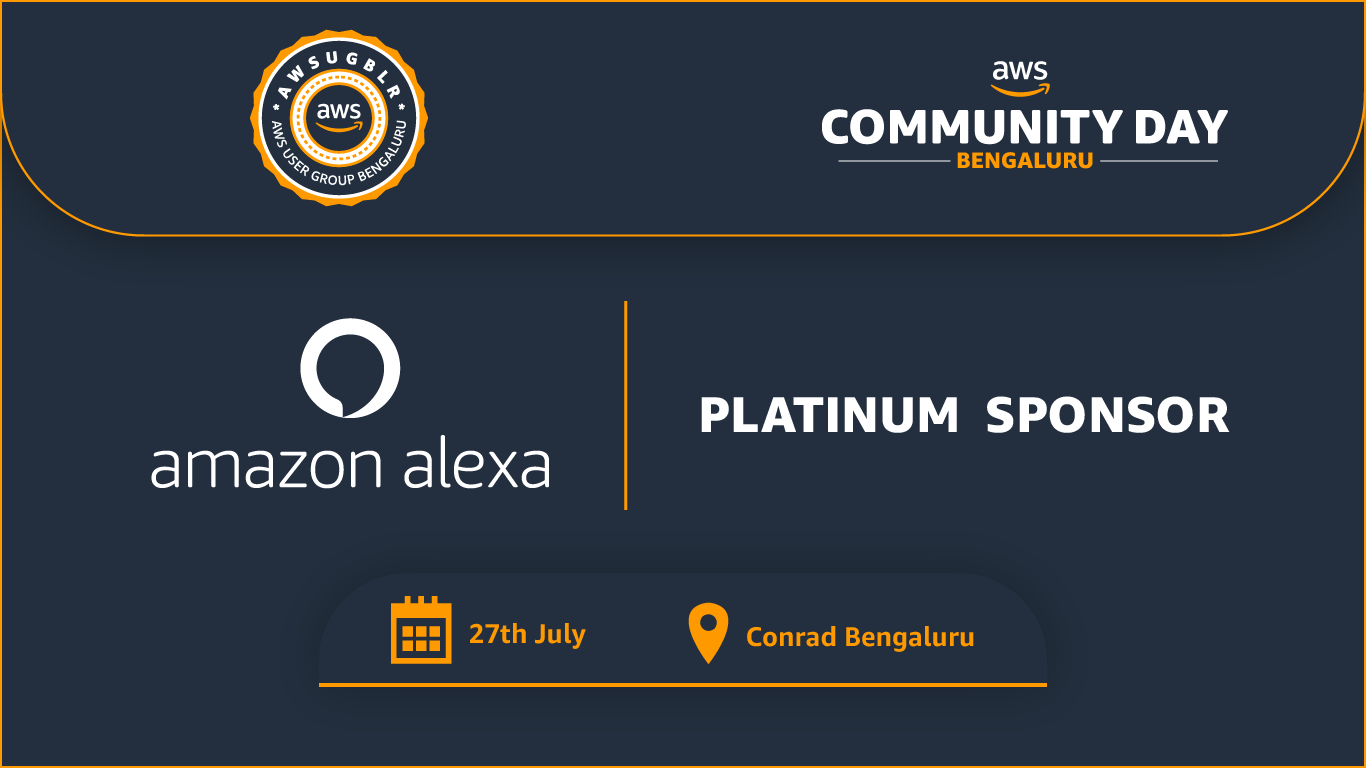 * AWSUGBLR *
aws
AWS USER GROUP BENGALURU
aws
COMMUNITY DAY
BENGALURU
amazon alexa
PLATINUM SPONSOR
27th July
Conrad Bengaluru